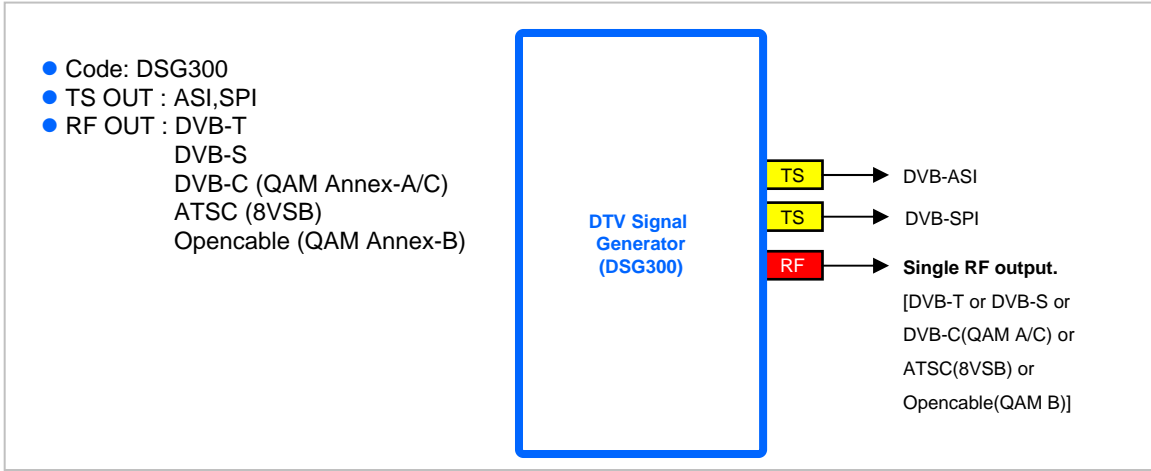 Code: DSG300
TS OUT : ASI,SPI
RF OUT : DVB-T
DVB-S
DVB-C (QAM Annex-A/C)
ATSC (8VSB)
Opencable (QAM Annex-B)
DTV Signal
Generator
(DSG300)
TS
DVB-ASI
TS
DVB-SPI
RF
Single RF output.
[DVB-T or DVB-S or
DVB-C(QAM A/C) or
ATSC(8VSB) or
Opencable(QAM B)]